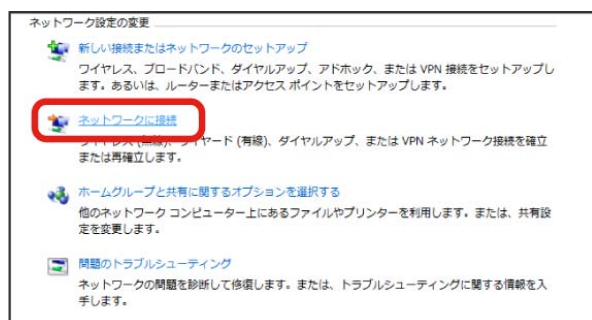 ネットワーク設定の変更
新しい接続またはネットワークのセットアップ
ワイヤレス、ブロードバンド、ダイヤルアップ、アドホック、または VPN 接続をセットアップし
ます。あるいは、ルーターまたはアクセス ポイントをセットアップします。
ネットワークに接続
ワイヤレス (無線)、ワイヤード (有線)、ダイヤルアップ、または VPN ネットワーク接続を確立
または再確立します。
ホームグループと共有に関するオプションを選択する
他のネットワーク コンピューター上にあるファイルやプリンターを利用します。または、共有設
定を変更します。
問題のトラブルシューティング
ネットワークの問題を診断して修復します。または、トラブルシューティングに関する情報を入
手します。